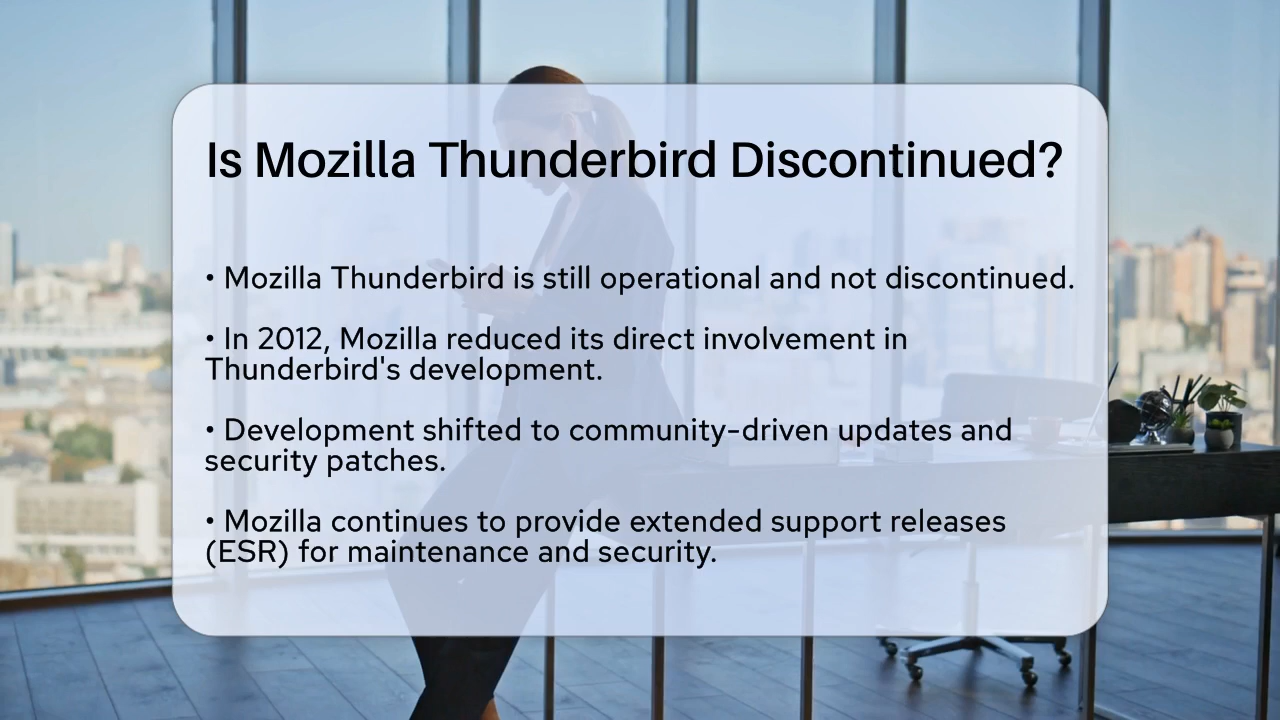 Is Mozilla Thunderbird Discontinued?
• Mozilla Thunderbird is still operational and not discontinued.
• In 2012, Mozilla reduced its direct involvement in
Thunderbird's development.
• Development shifted to community-driven updates and
security patches.
• Mozilla continues to provide extended support releases
(ESR) for maintenance and security.